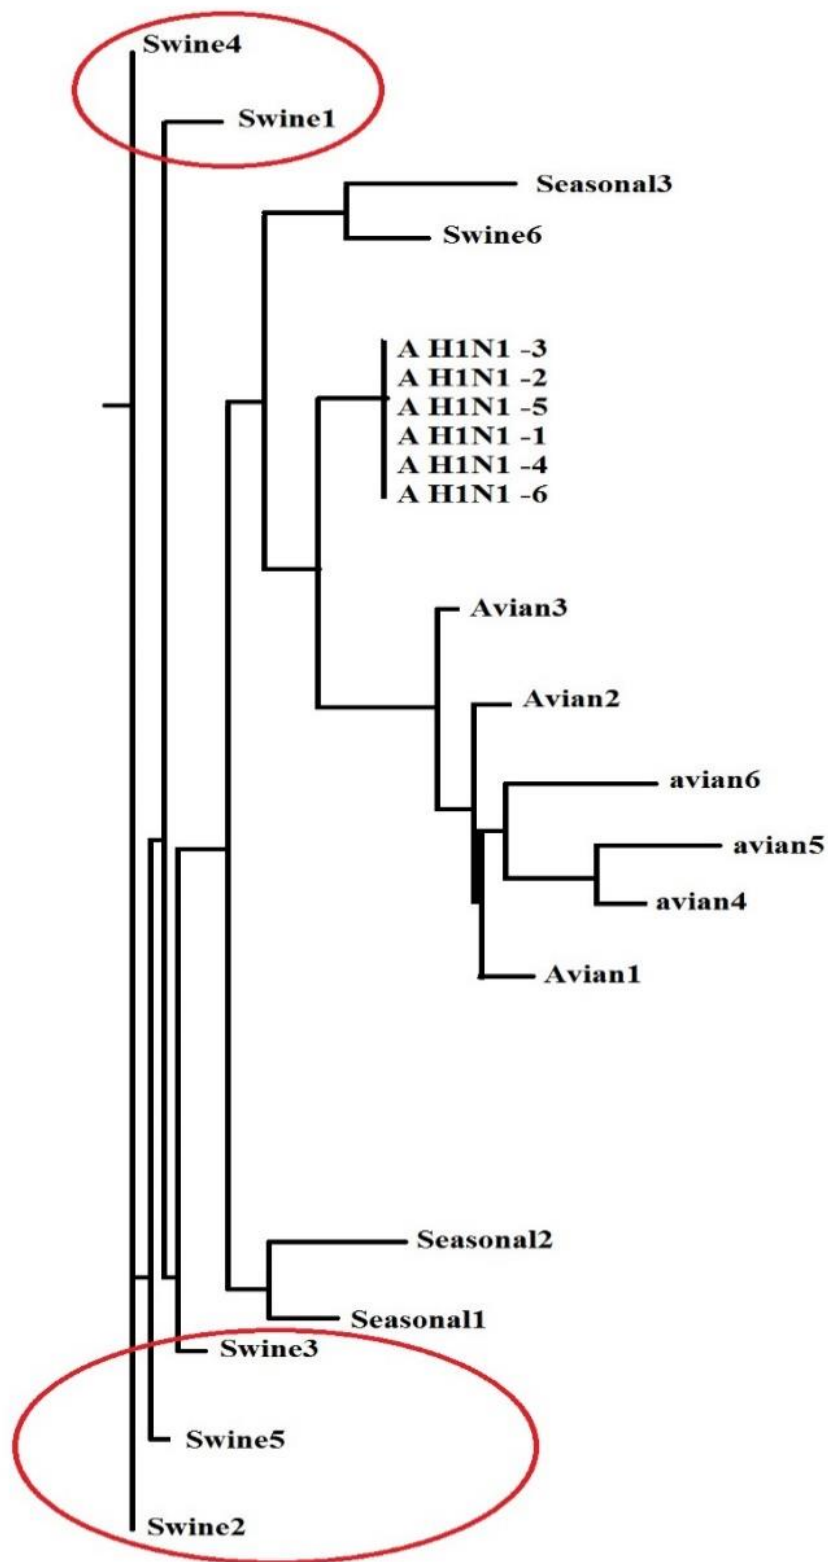 Swine4
Swine1
Seasonal3
Swine6
A H1N1 -3
A H1N1 -2
A H1N1 -5
A H1N1 -1
A H1N1 -4
A H1N1 -6
Avian3
Avian2
avian6
avian5
avian4
Avian1
Seasonal2
Seasonal1
Swine3
Swine5
Swine2